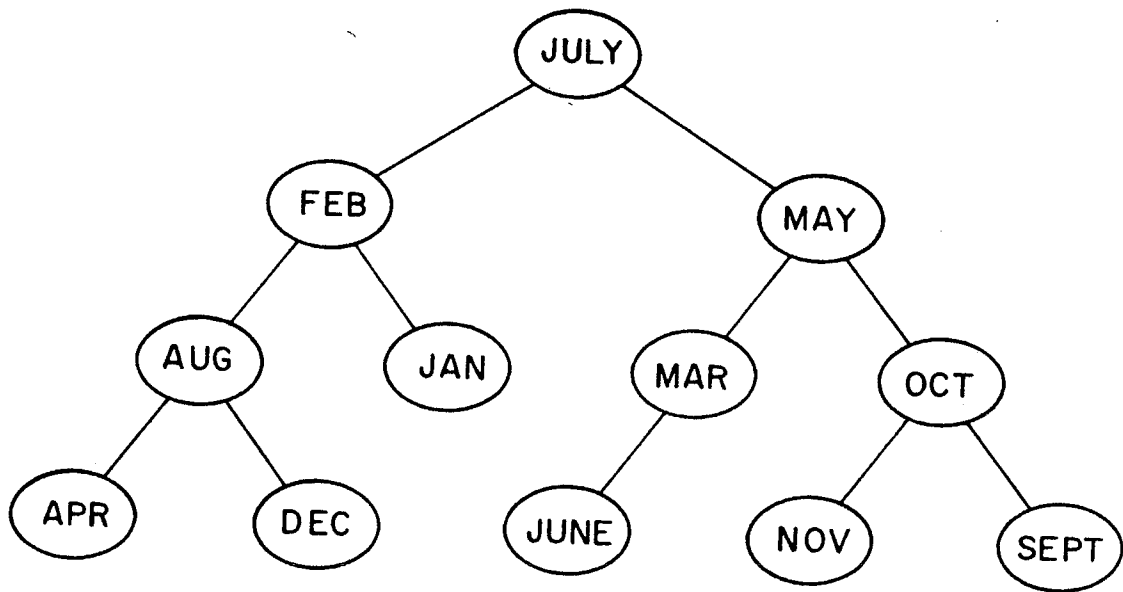 JULY
FEB
MAY
AUG
JAN
MAR
OCT
APR
DEC
JUNE
NOV
SEPT